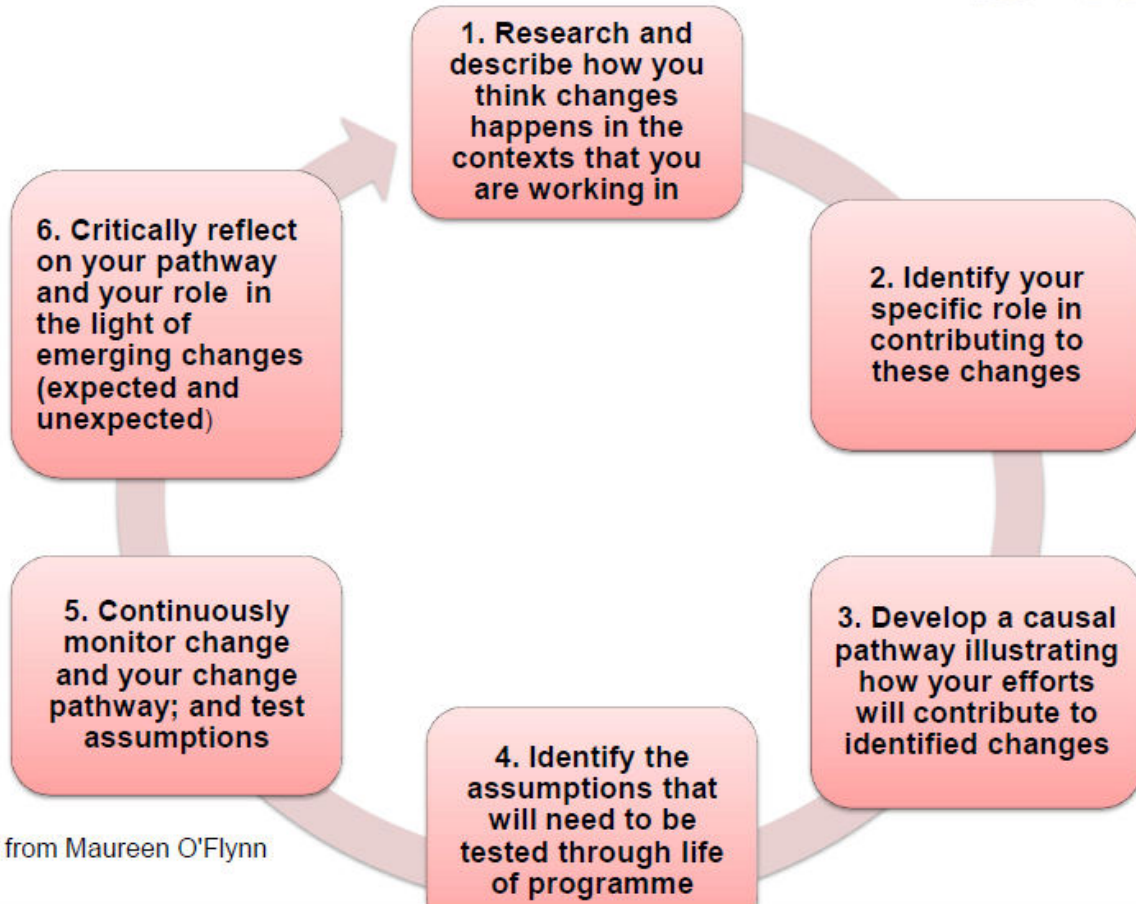 1. Research and
describe how you
think changes
happens in the
contexts that you
are working in
2. Identify your
specific role in
contributing to
these changes
3. Develop a causal
pathway illustrating
how your efforts
will contribute to
identified changes
4. Identify the
assumptions that
will need to be
tested through life
of programme
5. Continuously
monitor change
and your change
pathway; and test
assumptions
6. Critically reflect
on your pathway
and your role in
the light of
emerging changes
(expected and
unexpected)
from Maureen O'Flynn